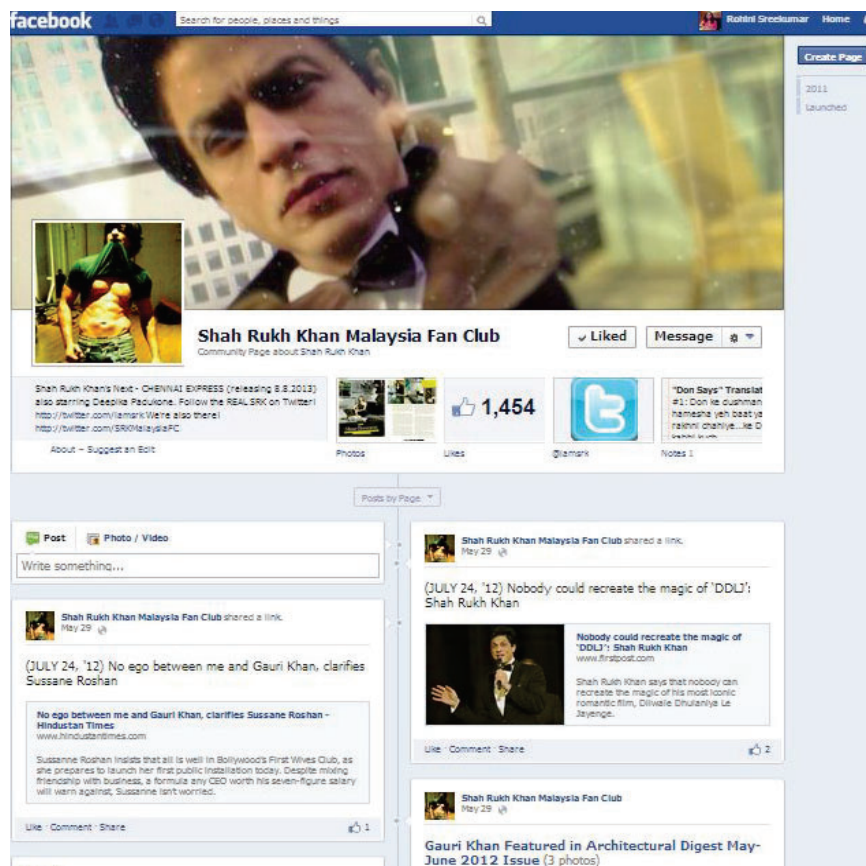 facebook
Search for people, places and things
Rohini Sreekumar Home
Create Page
2011
Launched
Shah Rukh Khan Malaysia Fan Club
Community Page about Shah Rukh Khan
Liked
Message
Shah Rukh Khan's Next - CHENNAI EXPRESS (releasing 8.8.2013)
also starring Deepika Padukone. Follow the REAL SRK on Twitter!
http://twitter.com/iamsrk We're also there!
http://twitter.com/SRKMalaysiaFC
About – Suggest an Edit
Photos
1,454
Likes
@iamsrk
"Don Says" Translat
#1: Don ke dushman
hamesha yeh baat ya
rakhni chahiye...ke D
kabhi kuch
Notes 1
Posts by Page
Post
Photo / Video
Write something...
Shah Rukh Khan Malaysia Fan Club shared a link.
May 29
(JULY 24, '12) No ego between me and Gauri Khan, clarifies
Sussane Roshan
No ego between me and Gauri Khan, clarifies Sussane Roshan -
Hindustan Times
www.hindustantimes.com
Sussanne Roshan insists that all is well in Bollywood's First Wives Club, as
she prepares to launch her first public installation today. Despite mixing
friendship with business, a formula any CEO worth his seven-figure salary
will warn against, Sussanne isn't worried.
Like · Comment · Share
1
Shah Rukh Khan Malaysia Fan Club shared a link.
May 29
(JULY 24, '12) Nobody could recreate the magic of 'DDLJ':
Shah Rukh Khan
Nobody could recreate the magic of
'DDLJ': Shah Rukh Khan
www.firstpost.com
Shah Rukh Khan says that nobody can
recreate the magic of his most iconic
romantic film, Dilwale Dhulaniya Le
Jayenge.
Like · Comment · Share
2
Shah Rukh Khan Malaysia Fan Club
May 29
Gauri Khan Featured in Architectural Digest May-
June 2012 Issue (3 photos)